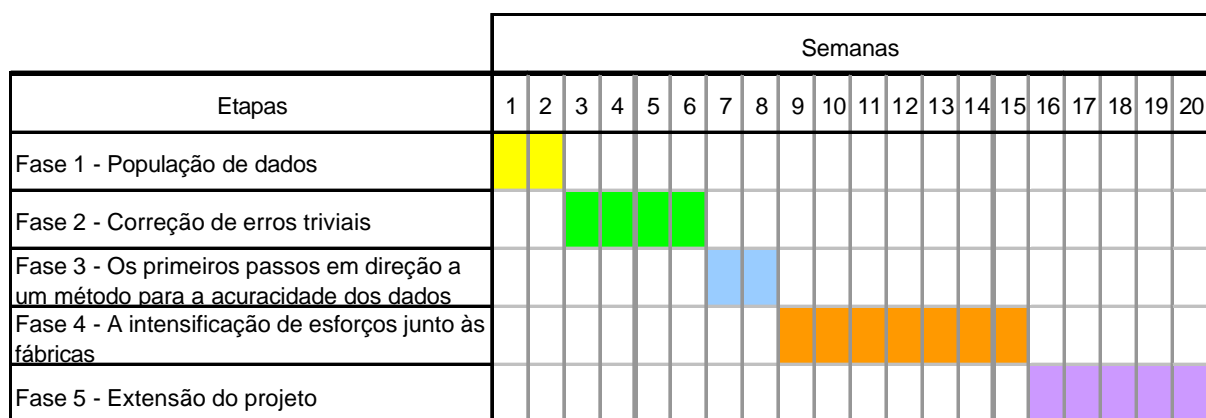 Semanas
Etapas 1 2 3 4 5 6 7 8 9 10 11 12 13 14 15 16 17 18 19 20
Fase 1 - População de dados
Fase 2 - Correção de erros triviais
Fase 3 - Os primeiros passos em direção a
um método para a acuracidade dos dados
Fase 4 - A intensificação de esforços junto às
fábricas
Fase 5 - Extensão do projeto